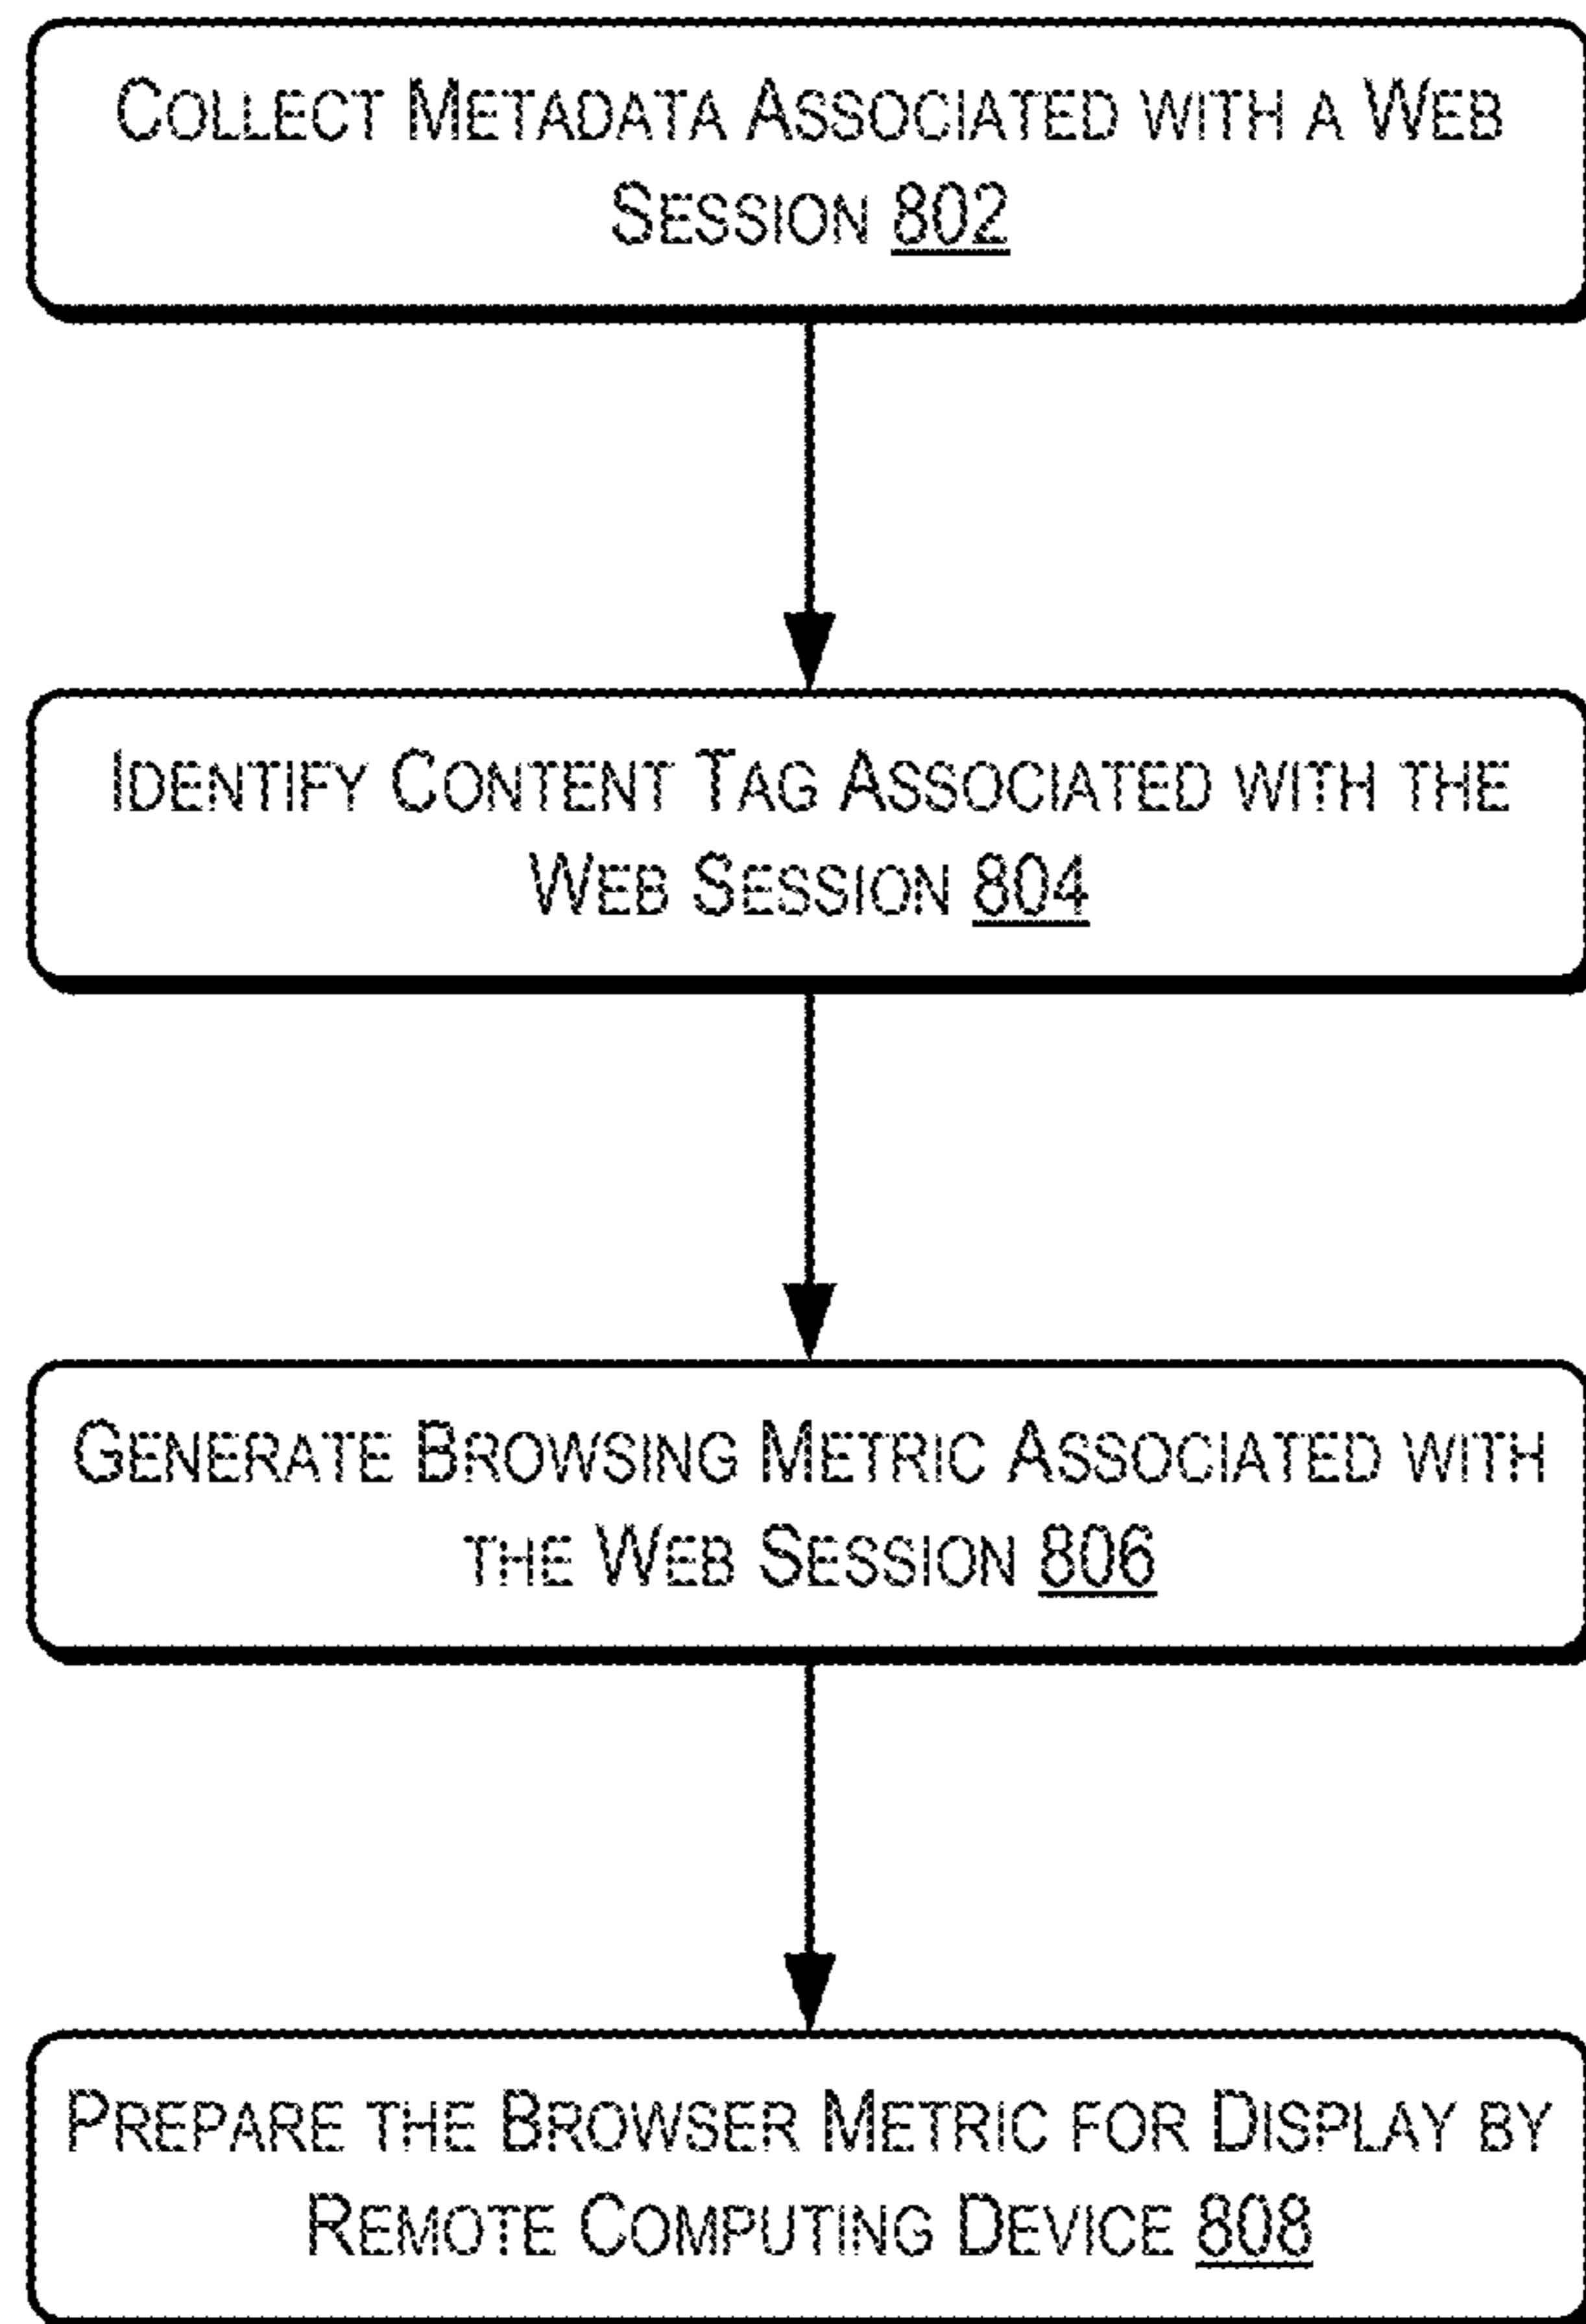 COLLECT METADATA ASSOCIATED WITH A WEB
SESSION 802
IDENTIFY CONTENT TAG ASSOCIATED WITH THE
WEB SESSION 804
GENERATE BROWSING METRIC ASSOCIATED WITH
THE WEB SESSION 806
PREPARE THE BROWSER METRIC FOR DISPLAY BY
REMOTE COMPUTING DEVICE 808